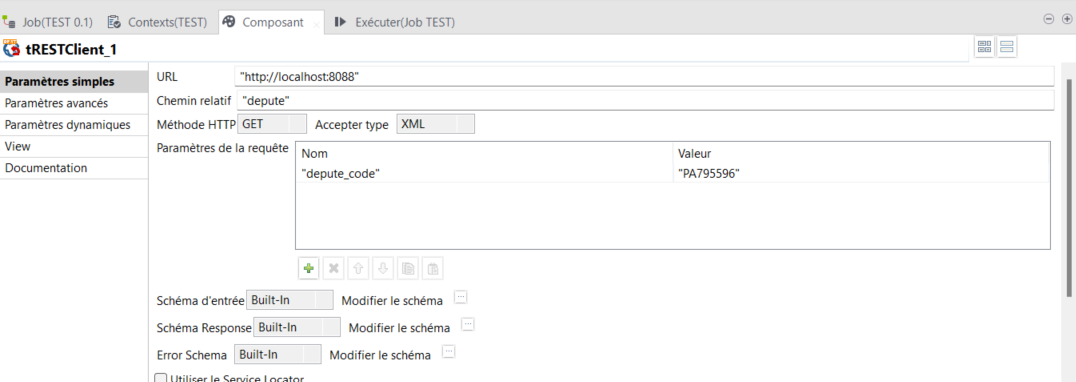 Job(TEST 0.1) Contexts(TEST) Composant Exécuter(Job TEST)
tRESTClient_1
Paramètres simples
Paramètres avancés
Paramètres dynamiques
View
Documentation
URL "http://localhost:8088"
Chemin relatif "depute"
Méthode HTTP GET Accepter type XML
Paramètres de la requête
Nom Valeur
"depute_code" "PA795596"
Schéma d'entrée Built-In Modifier le schéma ...
Schéma Response Built-In Modifier le schéma ...
Error Schema Built-In Modifier le schéma ...
Utiliser le Service Locator